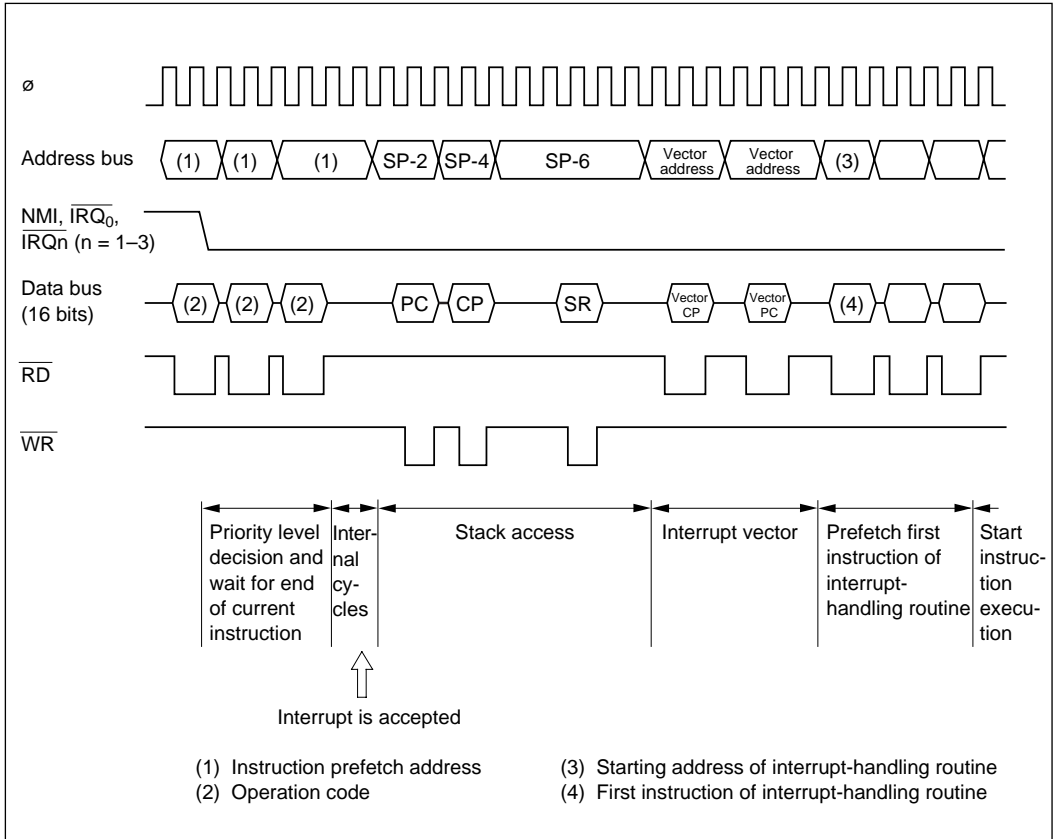 ø
Address bus
(1) (1) (1) SP-2 SP-4 SP-6 Vector address Vector address (3)
NMI, IRQ0,
IRQn (n = 1–3)
Data bus
(16 bits)
(2) (2) (2) PC CP SR Vector CP Vector PC (4)
RD
WR
Priority level
decision and
wait for end
of current
instruction
Inter-
nal
cy-
cles
Stack access
Interrupt vector
Prefetch first
instruction of
interrupt-
handling routine
Start
instruc-
tion
execu-
tion
Interrupt is accepted
(1) Instruction prefetch address
(2) Operation code
(3) Starting address of interrupt-handling routine
(4) First instruction of interrupt-handling routine